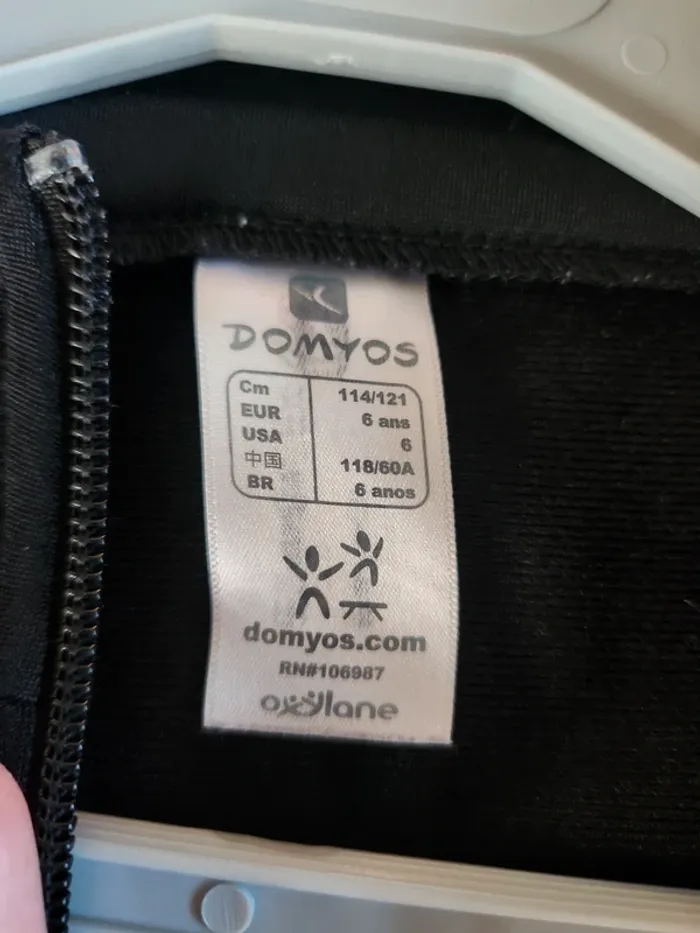 DOMYOS
Cm 114/121
EUR 6 ans
USA 6
中国 118/60A
BR 6 anos
domyos.com
RN#106987
oxylane